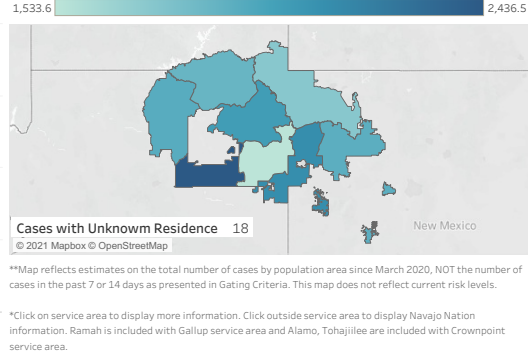 1,533.6 2,436.5
New Mexico
Cases with Unknowm Residence 18
© 2021 Mapbox © OpenStreetMap
**Map reflects estimates on the total number of cases by population area since March 2020, NOT the number of
cases in the past 7 or 14 days as presented in Gating Criteria. This map does not reflect current risk levels.
*Click on service area to display more information. Click outside service area to display Navajo Nation
information. Ramah is included with Gallup service area and Alamo, Tohajiilee are included with Crownpoint
service area.